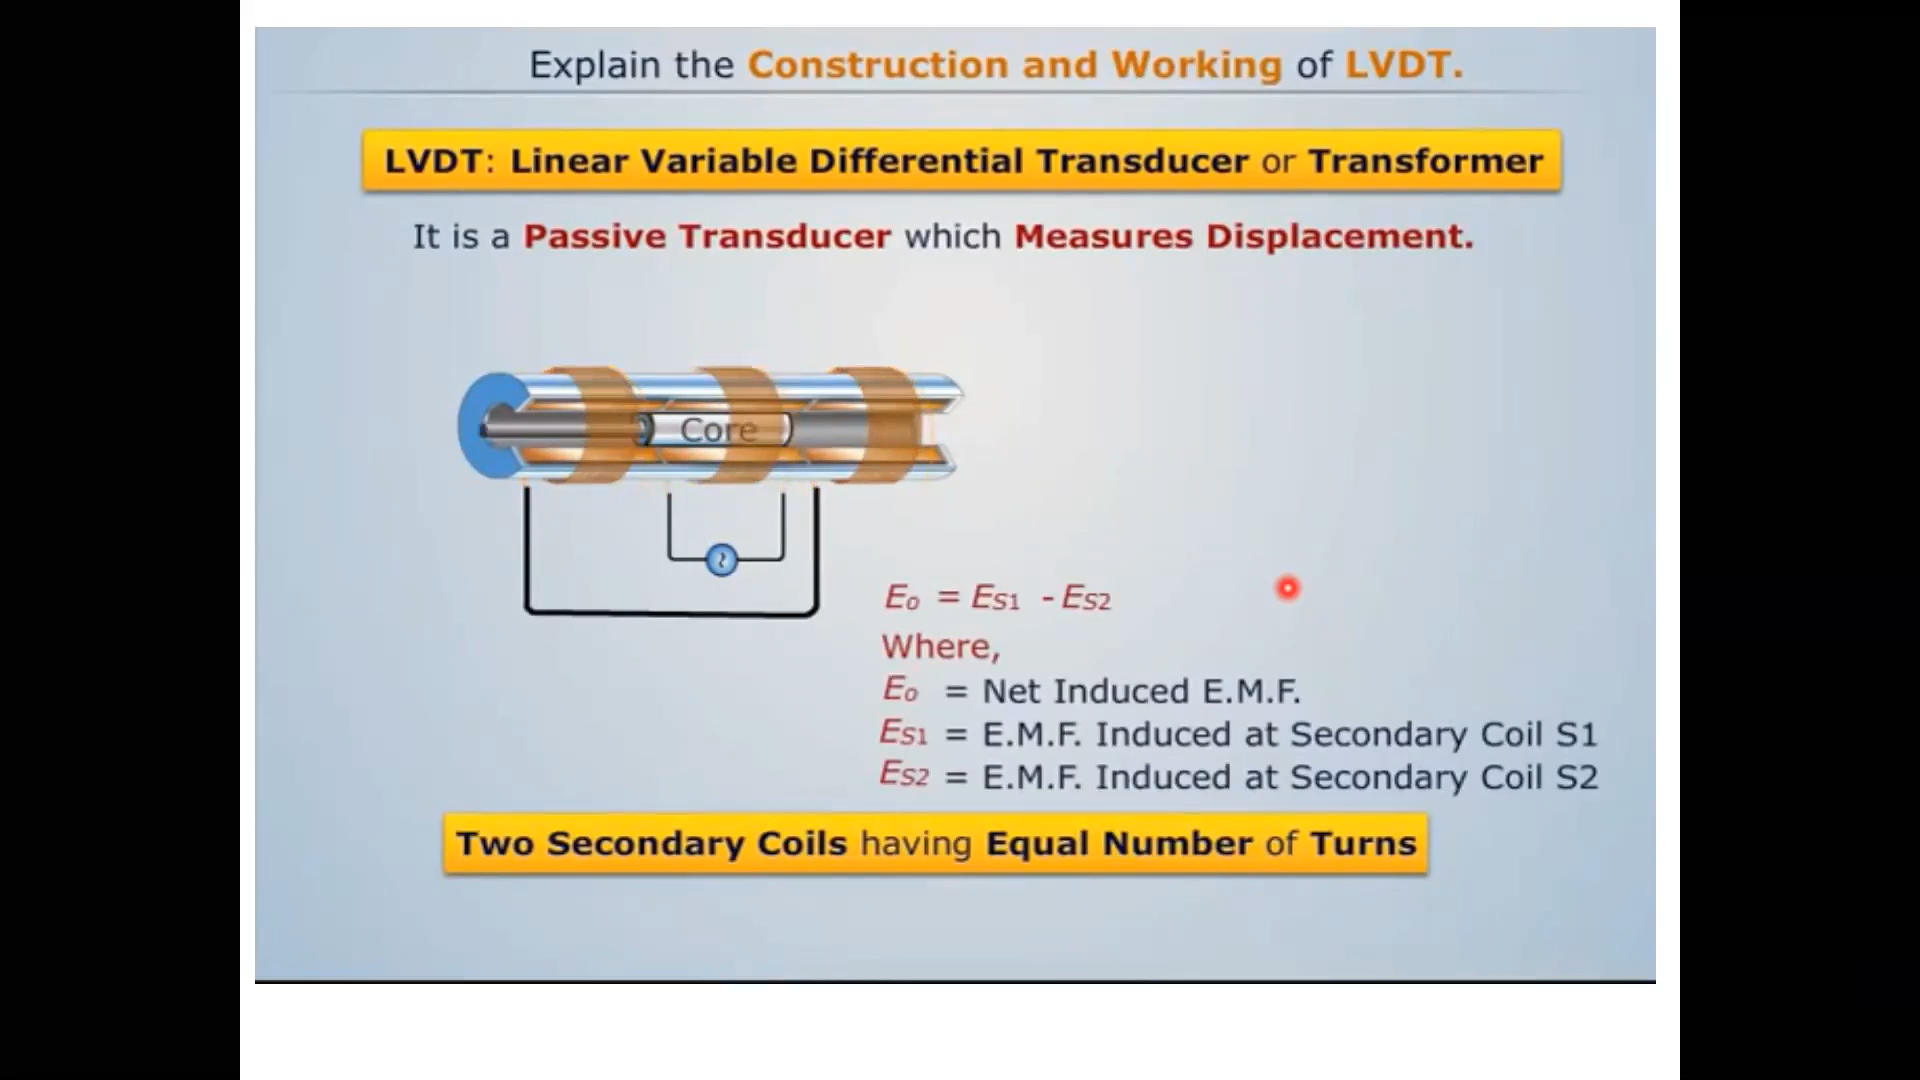 Explain the Construction and Working of LVDT.
LVDT: Linear Variable Differential Transducer or Transformer
It is a Passive Transducer which Measures Displacement.
Core
Eo = ES1 - ES2
Where,
Eo = Net Induced E.M.F.
ES1 = E.M.F. Induced at Secondary Coil S1
ES2 = E.M.F. Induced at Secondary Coil S2
Two Secondary Coils having Equal Number of Turns